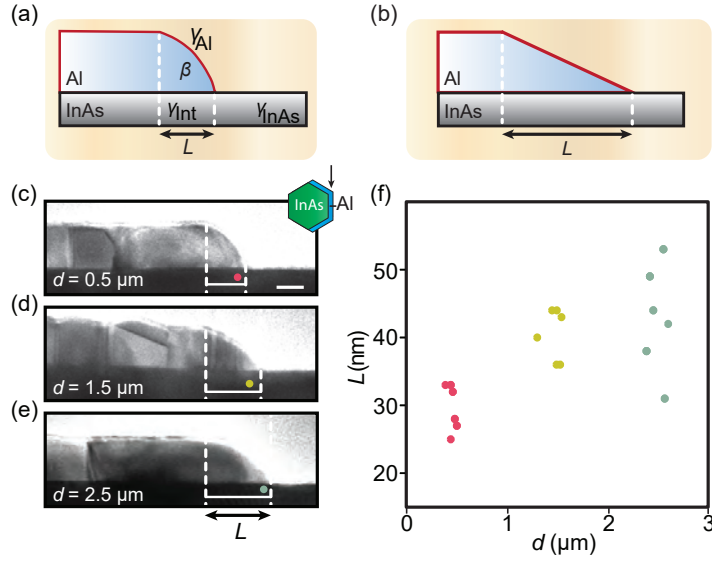 (a)
γAl
β
Al
InAs
γInt
γInAs
L
(b)
Al
InAs
L
(c)
InAs
Al
d = 0.5 μm
(d)
d = 1.5 μm
(e)
d = 2.5 μm
L
(f)
L(nm)
50
40
30
20
0
1
2
3
d (μm)